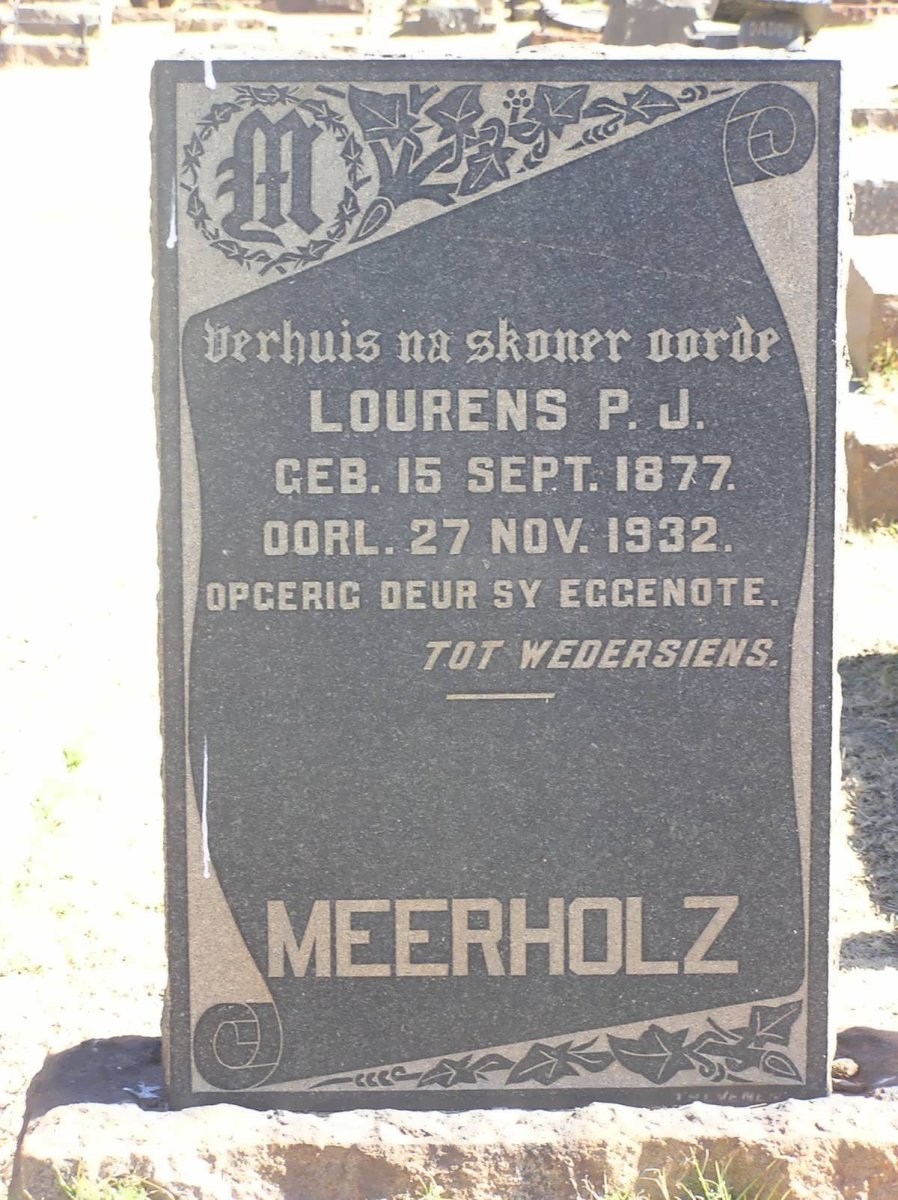 DADDY
M
Verhuis na skoner oorde
LOURENS P. J.
GEB. 15 SEPT. 1877.
OORL. 27 NOV. 1932.
OPGERIG DEUR SY EGGENOTE.
TOT WEDERSIENS.
MEERHOLZ